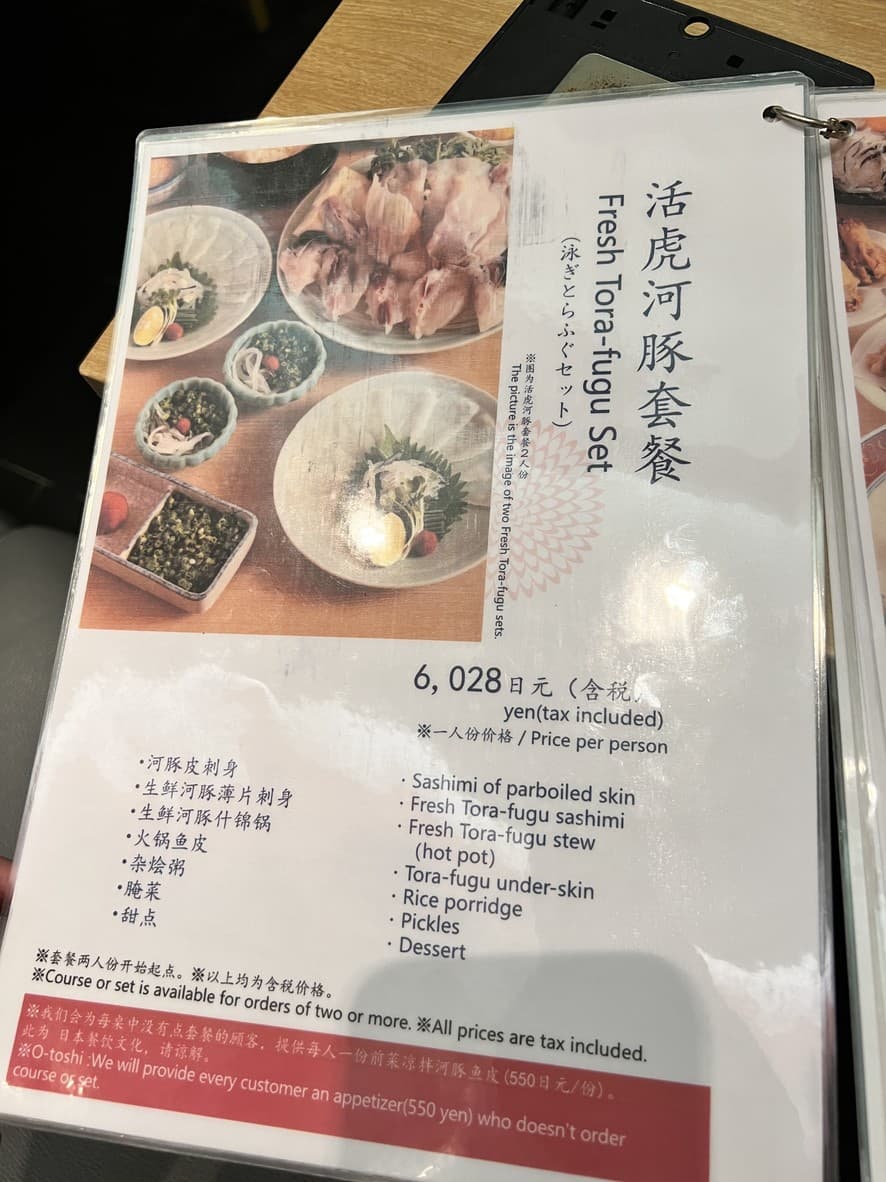 活虎河豚套餐
Fresh Tora-fugu Set
(泳ぎとらふぐセット)
※图为活虎河豚套餐2人份
The picture is the image of two Fresh Tora-fugu sets.
6,028日元（含税）
yen(tax included)
※一人份价格 / Price per person
・河豚皮刺身
・生鲜河豚薄片刺身
・生鲜河豚什锦锅
・火锅鱼皮
・杂烩粥
・腌菜
・甜点
・Sashimi of parboiled skin
・Fresh Tora-fugu sashimi
・Fresh Tora-fugu stew
(hot pot)
・Tora-fugu under-skin
・Rice porridge
・Pickles
・Dessert
※套餐两人份开始起点。※以上均为含税价格。
※Course or set is available for orders of two or more. ※All prices are tax included.
※我们会为每桌中没有点套餐的顾客，提供每人一份前菜凉拌河豚鱼皮(550日元/份)。
此为 日本餐饮文化，请谅解。
※O-toshi :We will provide every customer an appetizer(550 yen) who doesn't order
course or set.